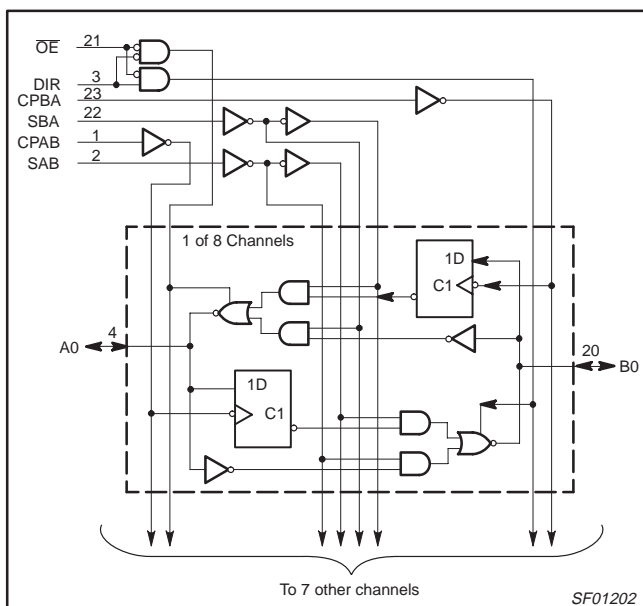 OE 21
DIR 3
CPBA 23
SBA 22
CPAB 1
SAB 2
1 of 8 Channels
1D
C1
A0 4
20 B0
1D
C1
To 7 other channels
SF01202